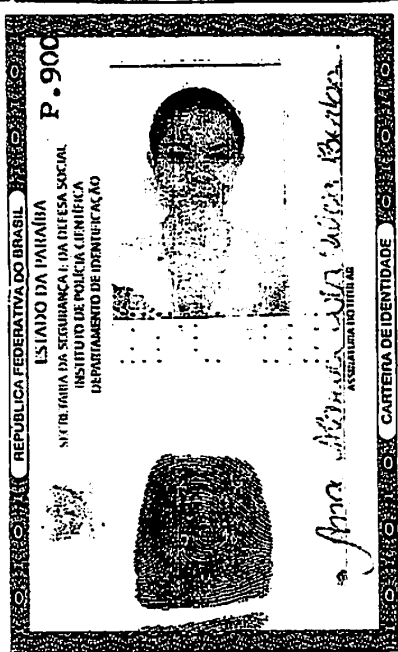 REPÚBLICA FEDERATIVA DO BRASIL
ESTADO DA PARAÍBA
P.900
SECRETARIA DA SEGURANÇA E DA DEFESA SOCIAL
INSTITUTO DE POLÍCIA CIENTÍFICA
DEPARTAMENTO DE IDENTIFICAÇÃO
Ana
ASSINATURA DO TITULAR
CARTEIRA DE IDENTIDADE